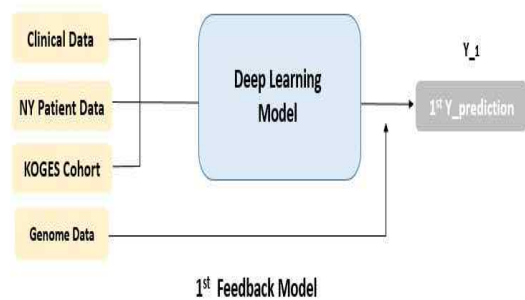 Clinical Data
NY Patient Data
KOGES Cohort
Genome Data
Deep Learning
Model
Y_1
1st Y_prediction
1st Feedback Model